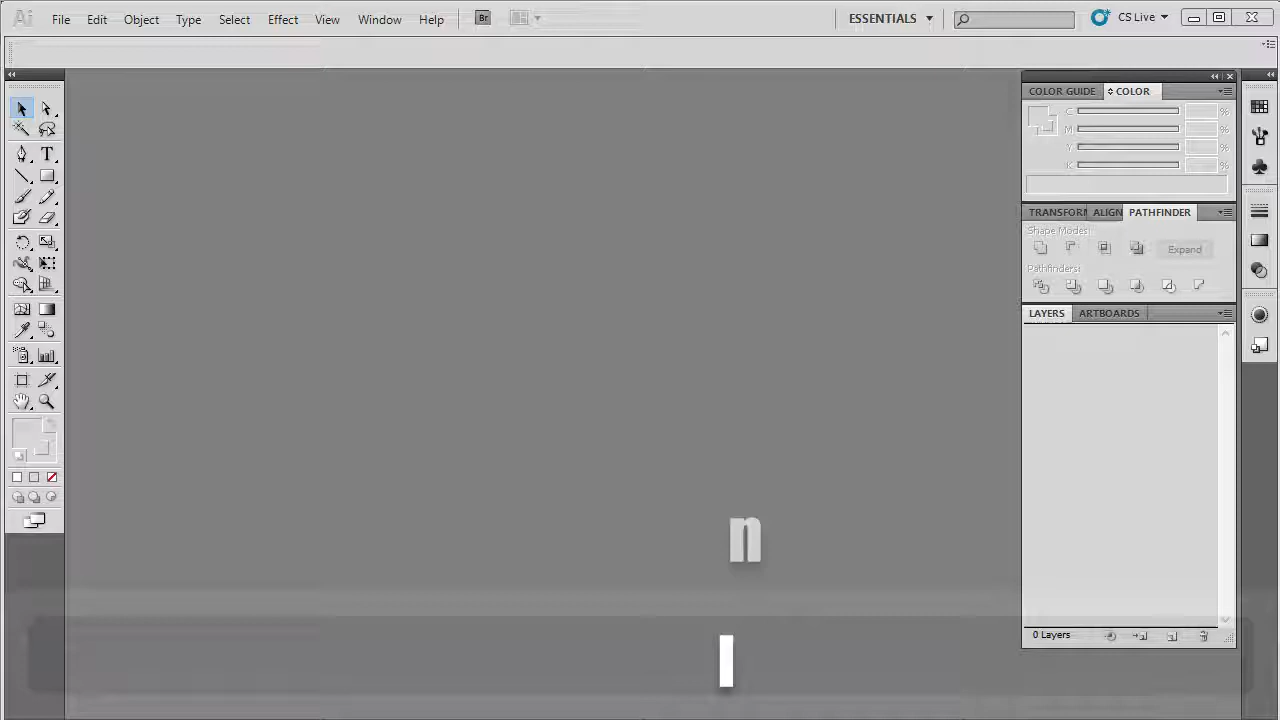 Ai File Edit Object Type Select Effect View Window Help Br ESSENTIALS CS Live
COLOR GUIDE COLOR
C %
M %
Y %
K %
TRANSFORM ALIGN PATHFINDER
Shape Modes:
Expand
Pathfinders:
LAYERS ARTBOARDS
T
n
0 Layers
l